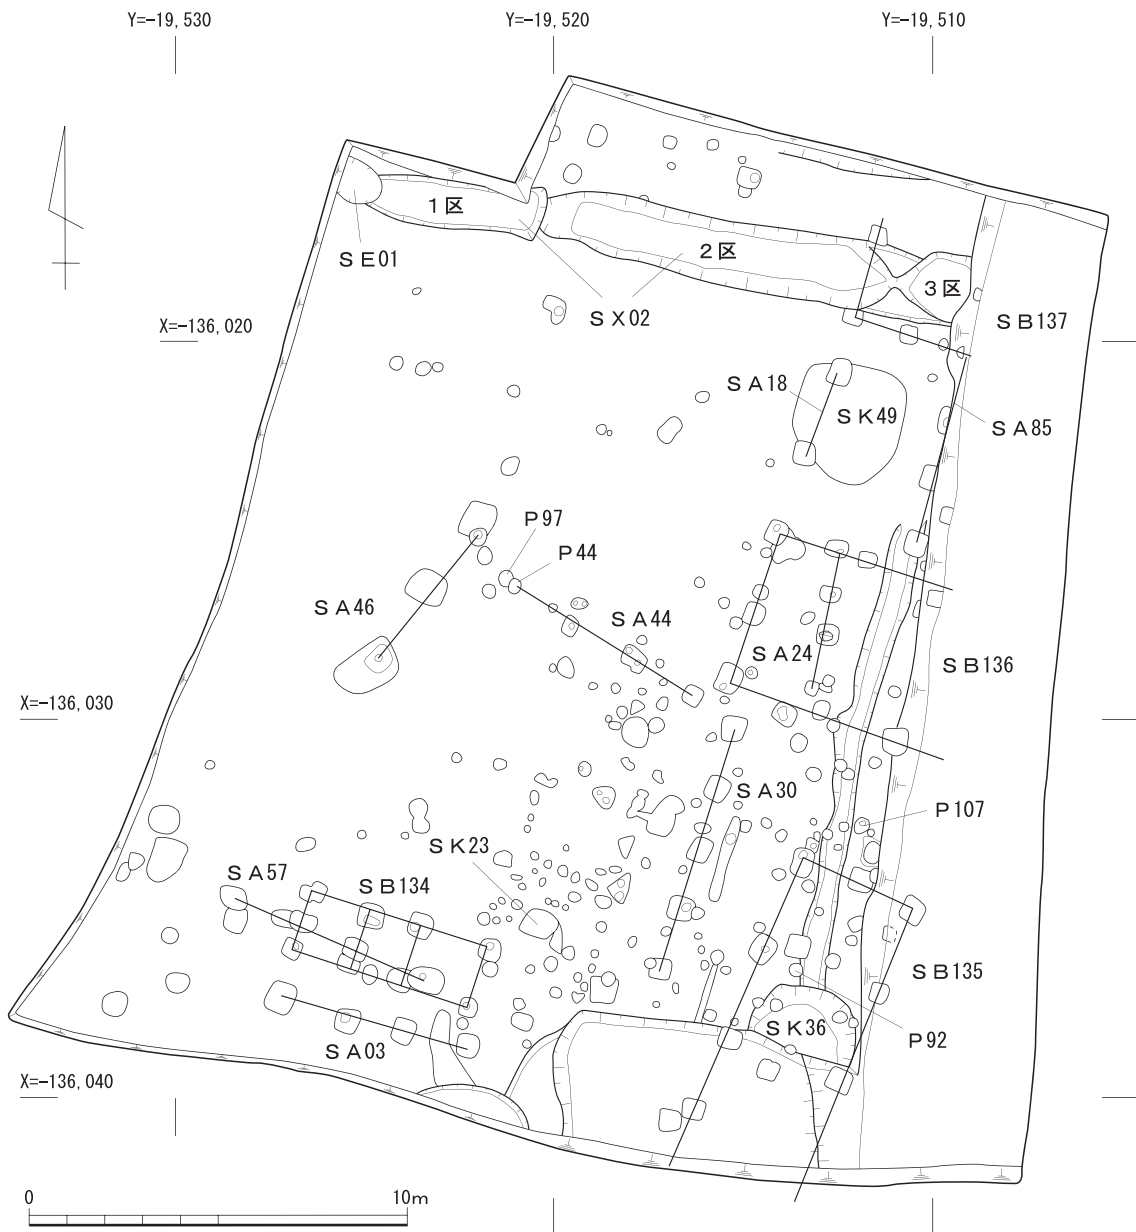 Y=-19,530
Y=-19,520
Y=-19,510
1区
2区
3区
SE01
SX02
X=-136,020
SB137
SA18
SK49
SA85
P97
P44
SA46
SA44
SA24
SB136
X=-136,030
SA30
P107
SK23
SA57
SB134
SB135
SK36
P92
SA03
X=-136,040
0
10m